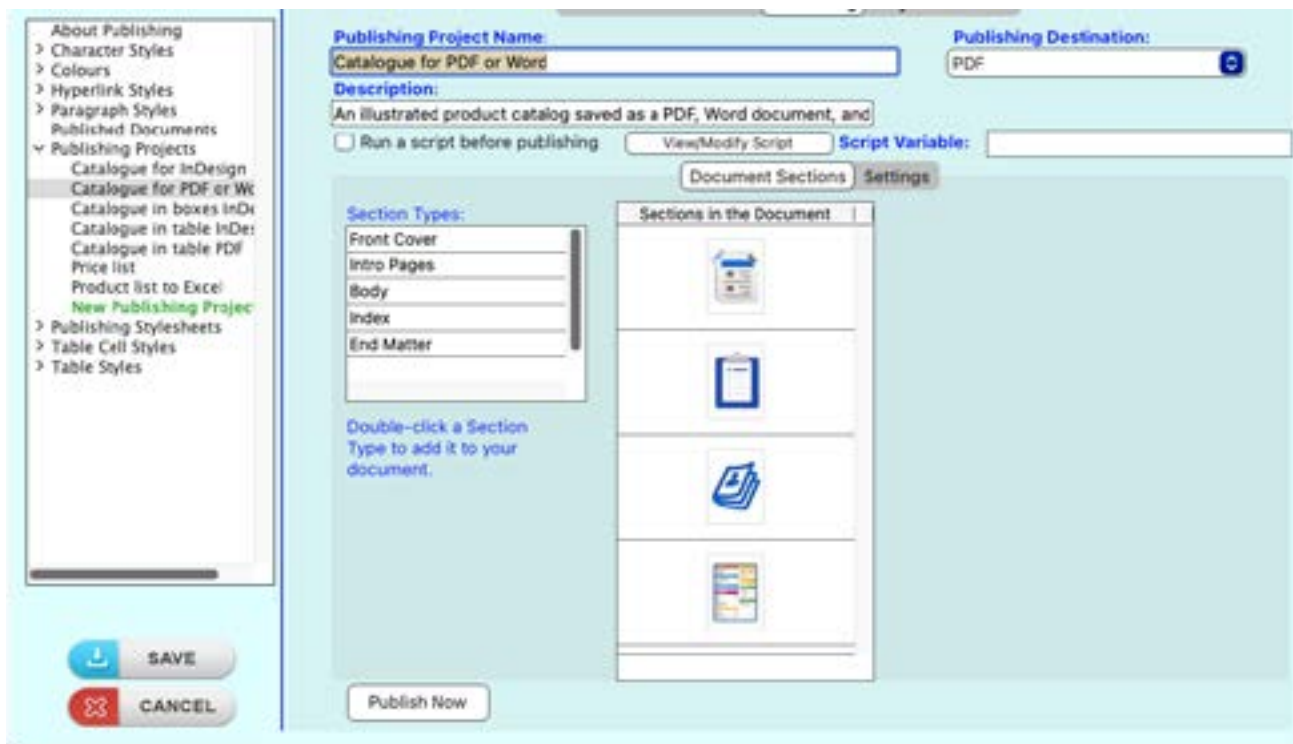 About Publishing
Character Styles
Colours
Hyperlink Styles
Paragraph Styles
Published Documents
Publishing Projects
Catalogue for InDesign
Catalogue for PDF or Wo
Catalogue in boxes InDe
Catalogue in table InDes
Catalogue in table PDF
Price list
Product list to Excel
New Publishing Projec
Publishing Stylesheets
Table Cell Styles
Table Styles
SAVE
CANCEL
Publishing Project Name:
Catalogue for PDF or Word
Publishing Destination:
PDF
Description:
An illustrated product catalog saved as a PDF, Word document, and
Run a script before publishing
View/Modify Script
Script Variable:
Document Sections
Settings
Section Types:
Front Cover
Intro Pages
Body
Index
End Matter
Double-click a Section
Type to add it to your
document.
Sections in the Document
Publish Now